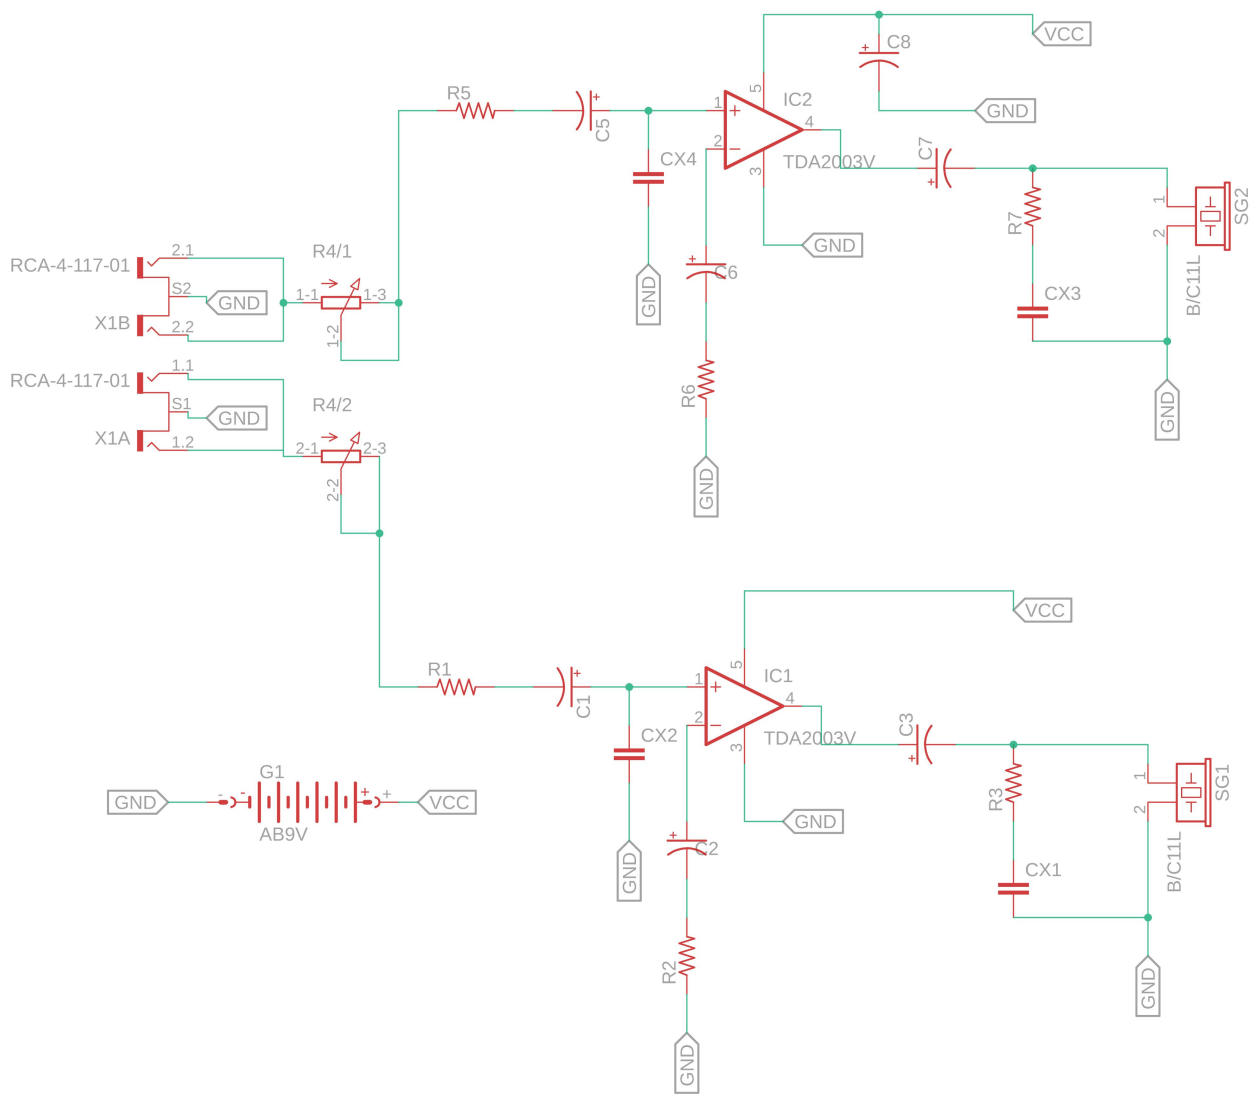 VCC
C8
5
IC2
GND
R5
+
C5
1
+
2
−
3
4
TDA2003V
CX4
GND
C7
+
R7
1
2
SG2
B/C11L
RCA-4-117-01
2.1
S2
GND
X1B
2.2
R4/1
1-1
1-3
1-2
GND
+
C6
CX3
RCA-4-117-01
1.1
S1
GND
X1A
1.2
R4/2
2-1
2-3
2-2
R6
GND
GND
VCC
5
IC1
R1
+
C1
1
+
2
−
3
4
TDA2003V
CX2
GND
C3
+
R3
1
2
SG1
B/C11L
G1
GND
-
-
+
+
VCC
AB9V
GND
+
C2
CX1
R2
GND
GND
+